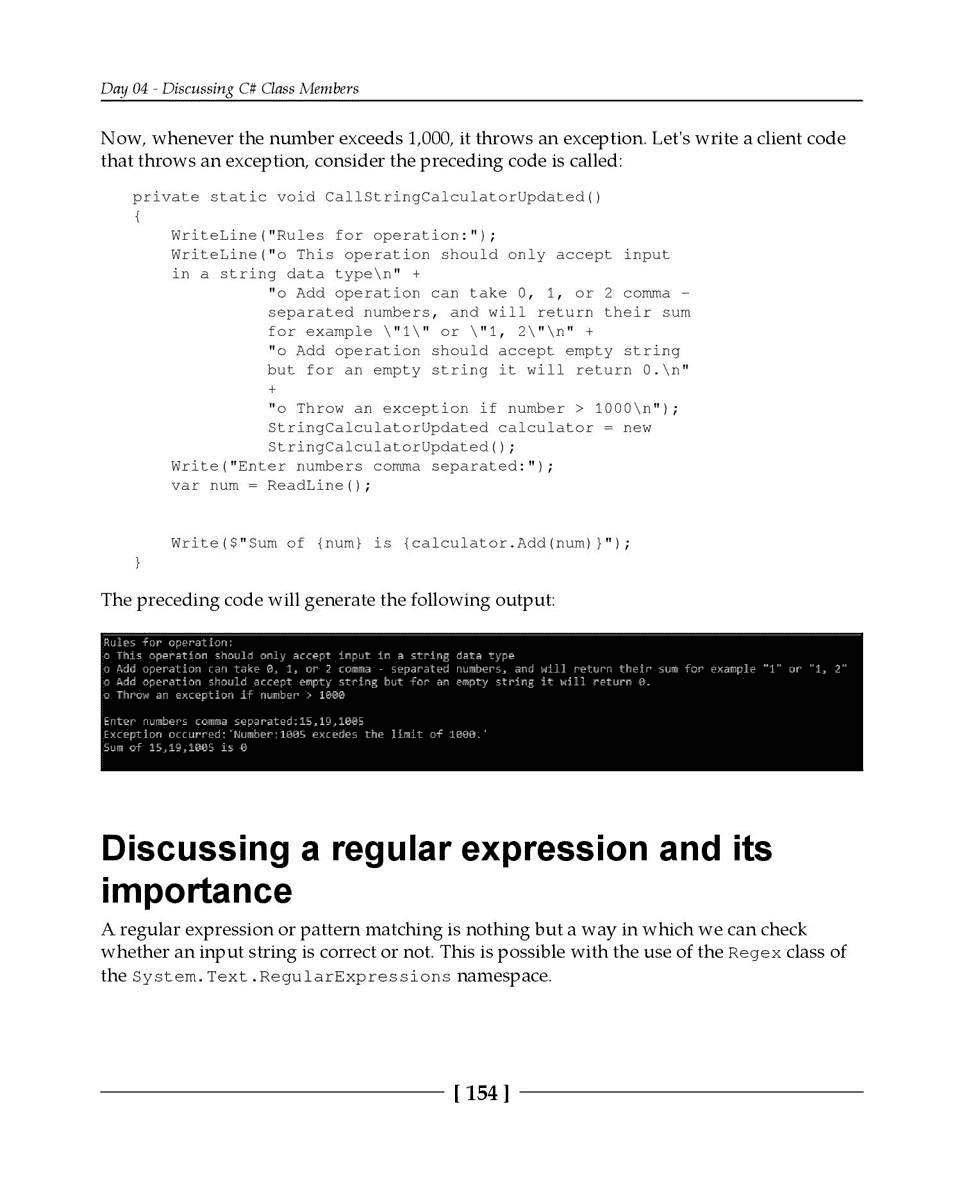 Day 04 - Discussing C# Class Members
Now, whenever the number exceeds 1,000, it throws an exception. Let's write a client code
that throws an exception, consider the preceding code is called:
private static void CallStringCalculatorUpdated()
{
WriteLine("Rules for operation:");
WriteLine("o This operation should only accept input
in a string data type\n" +
"o Add operation can take 0, 1, or 2 comma -
separated numbers, and will return their sum
for example \"1\" or \"1, 2\"\n" +
"o Add operation should accept empty string
but for an empty string it will return 0.\n"
+
"o Throw an exception if number > 1000\n");
StringCalculatorUpdated calculator = new
StringCalculatorUpdated();
Write("Enter numbers comma separated:");
var num = ReadLine();
Write($"Sum of {num} is {calculator.Add(num)}");
}
The preceding code will generate the following output:
Rules for operation:
o This operation should only accept input in a string data type
o Add operation can take 0, 1, or 2 comma - separated numbers, and will return their sum for example "1" or "1, 2"
o Add operation should accept empty string but for an empty string it will return 0.
o Throw an exception if number > 1000
Enter numbers comma separated:15,19,1005
Exception occurred:'Number:1005 excedes the limit of 1000.'
Sum of 15,19,1005 is 0
Discussing a regular expression and its
importance
A regular expression or pattern matching is nothing but a way in which we can check
whether an input string is correct or not. This is possible with the use of the Regex class of
the System.Text.RegularExpressions namespace.
[ 154 ]